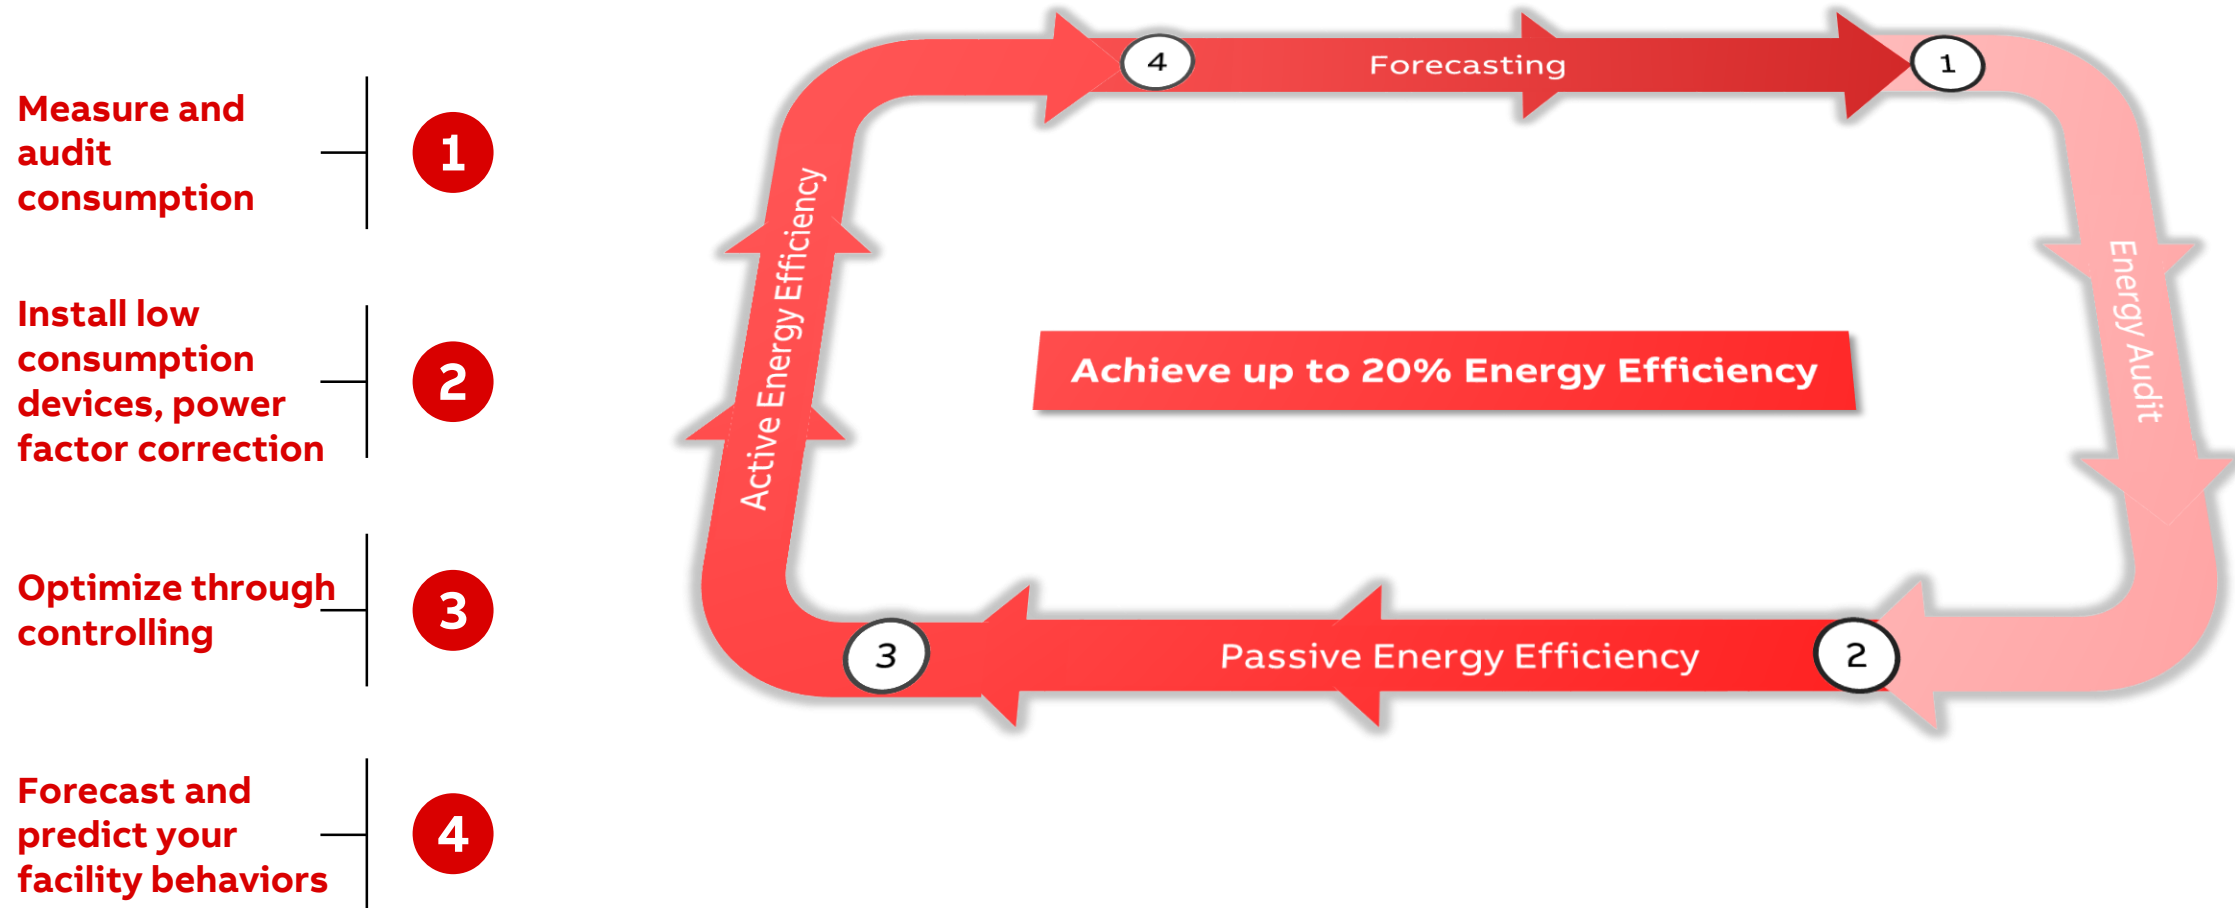 Measure and
audit
consumption
1
Install low
consumption
devices, power
factor correction
2
Optimize through
controlling
3
Forecast and
predict your
facility behaviors
4
4
Forecasting
1
Active Energy Efficiency
Energy Audit
Achieve up to 20% Energy Efficiency
3
Passive Energy Efficiency
2